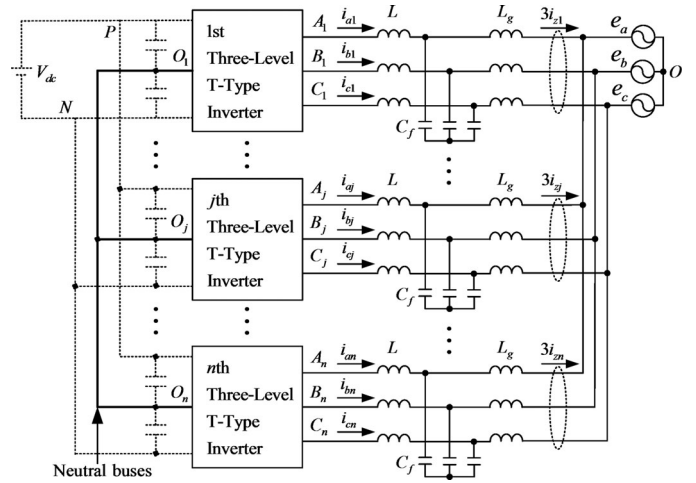 P
V_dc
N
O_1
1st
Three-Level
T-Type
Inverter
A_1 i_a1 L L_g 3i_z1
B_1 i_b1
C_1 i_c1
C_f
e_a
e_b
e_c
O
O_j
jth
Three-Level
T-Type
Inverter
A_j i_aj L L_g 3i_zj
B_j i_bj
C_j i_cj
C_f
O_n
nth
Three-Level
T-Type
Inverter
A_n i_an L L_g 3i_zn
B_n i_bn
C_n i_cn
C_f
Neutral buses